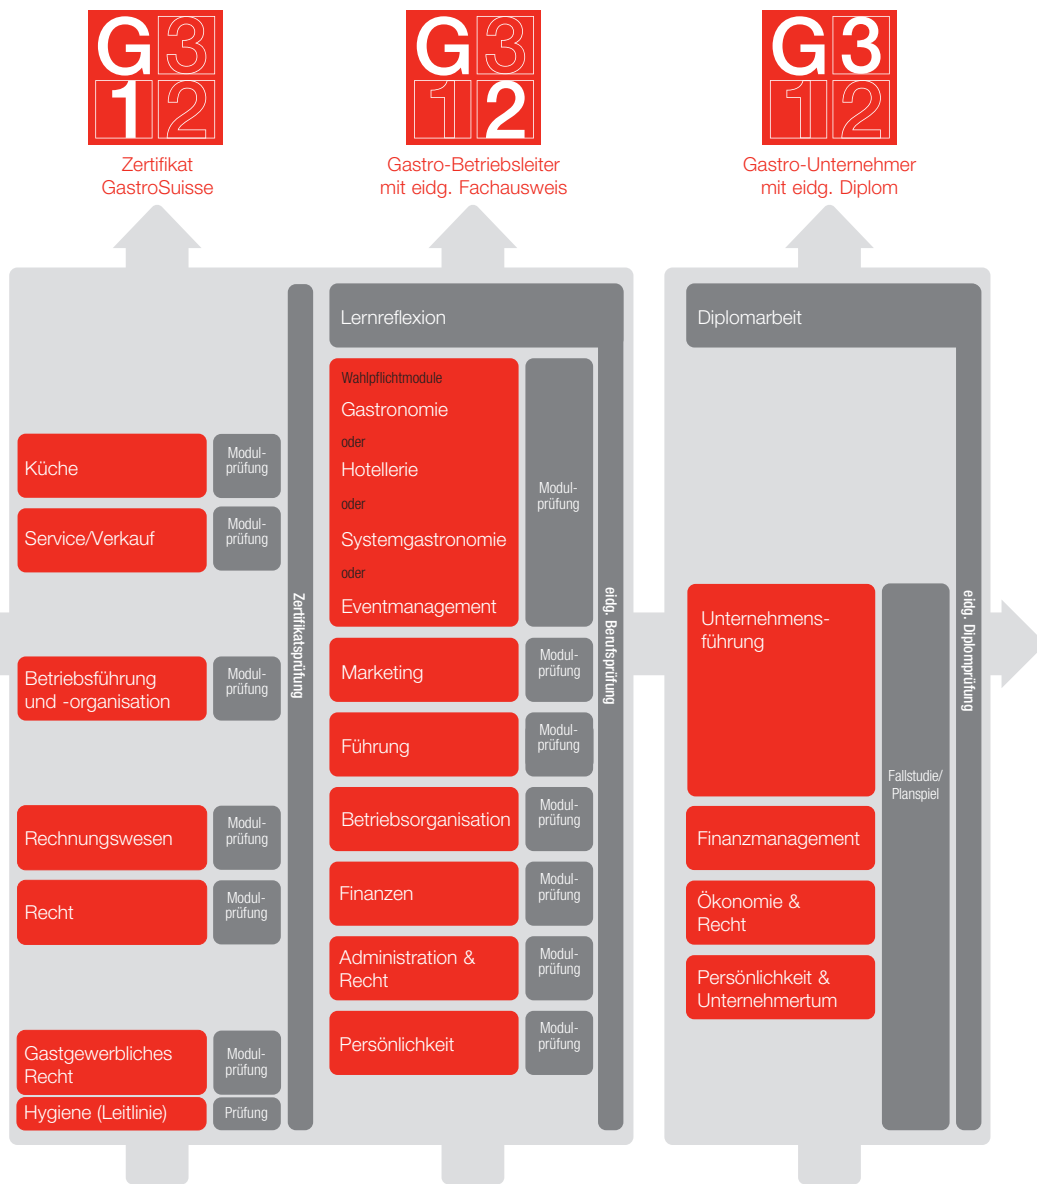 G3
12
Zertifikat
GastroSuisse
G3
12
Gastro-Betriebsleiter
mit eidg. Fachausweis
G3
12
Gastro-Unternehmer
mit eidg. Diplom
Küche
Modul-
prüfung
Service/Verkauf
Modul-
prüfung
Betriebsführung
und -organisation
Modul-
prüfung
Rechnungswesen
Modul-
prüfung
Recht
Modul-
prüfung
Gastgewerbliches
Recht
Modul-
prüfung
Hygiene (Leitlinie)
Prüfung
Zertifikatsprüfung
Lernreflexion
Wahlpflichtmodule
Gastronomie
oder
Hotellerie
oder
Systemgastronomie
oder
Eventmanagement
Modul-
prüfung
Marketing
Modul-
prüfung
Führung
Modul-
prüfung
Betriebsorganisation
Modul-
prüfung
Finanzen
Modul-
prüfung
Administration &
Recht
Modul-
prüfung
Persönlichkeit
Modul-
prüfung
eidg. Berufsprüfung
Diplomarbeit
Unternehmens-
führung
Finanzmanagement
Ökonomie &
Recht
Persönlichkeit &
Unternehmertum
Fallstudie/
Planspiel
eidg. Diplomprüfung